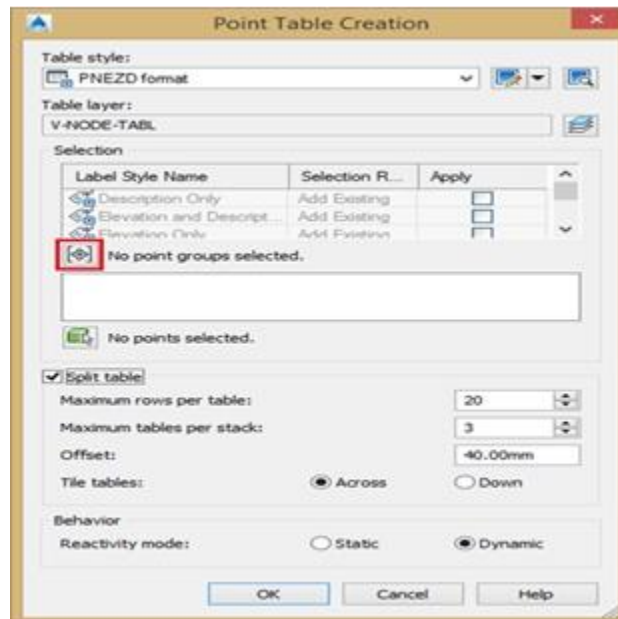 Point Table Creation
Table style:
PNEZD format
Table layer:
V-NODE-TABL
Selection
Label Style Name Selection R... Apply
Description Only Add Existing
Elevation and Descript... Add Existing
Elevation Only Add Existing
No point groups selected.
No points selected.
Split table
Maximum rows per table: 20
Maximum tables per stack: 3
Offset: 40.00mm
Tile tables: Across Down
Behavior
Reactivity mode: Static Dynamic
OK Cancel Help